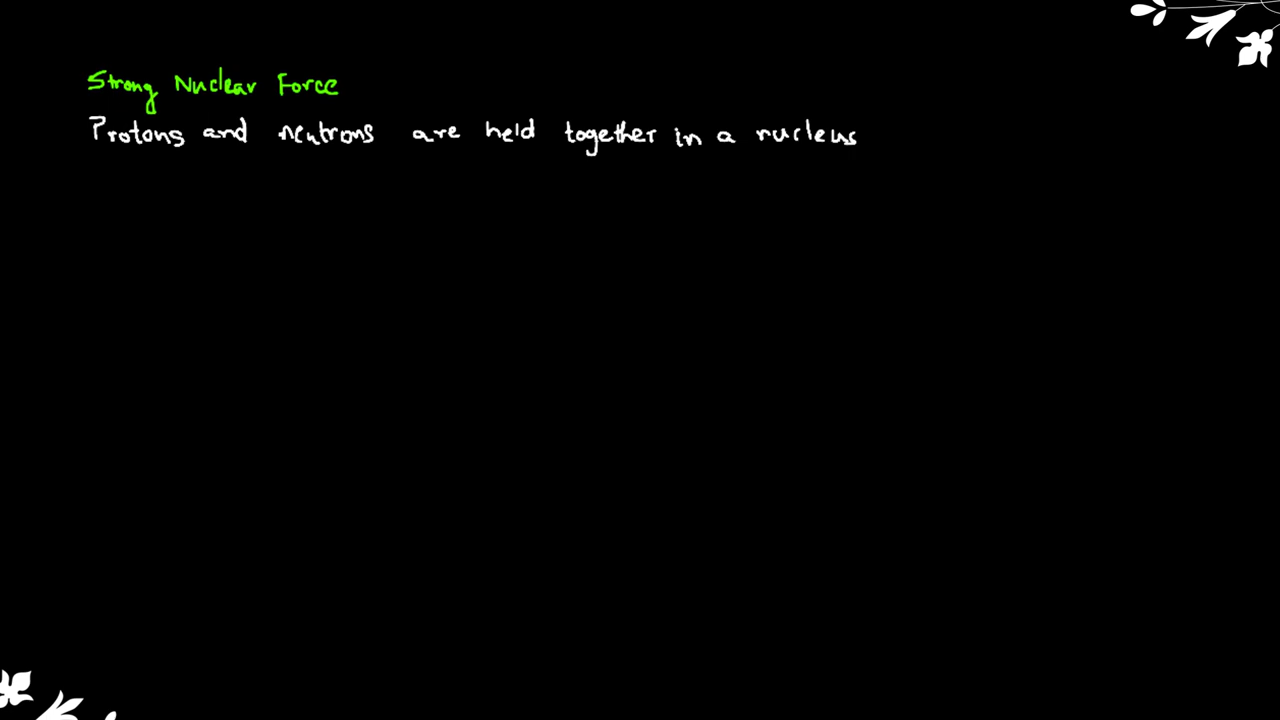 Strong Nuclear Force
Protons and neutrons are held together in a nucleus